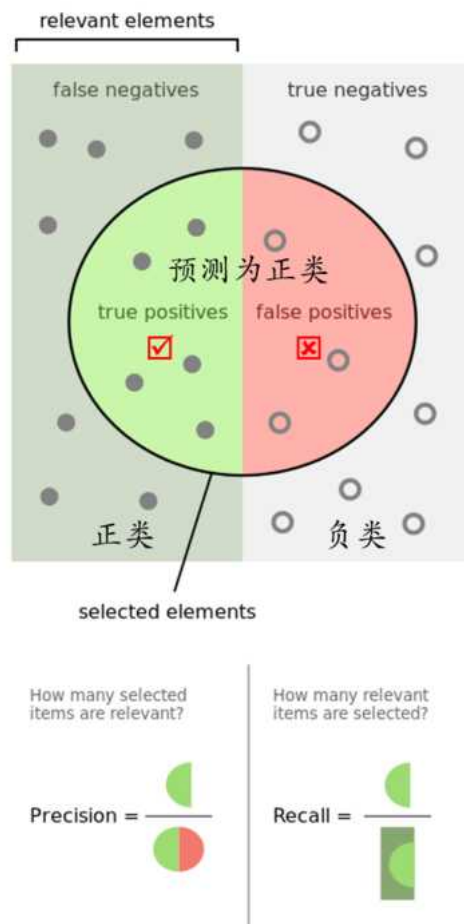 relevant elements
false negatives
true negatives
预测为正类
true positives
false positives
正类
负类
selected elements
How many selected
items are relevant?
How many relevant
items are selected?
Precision =
Recall =